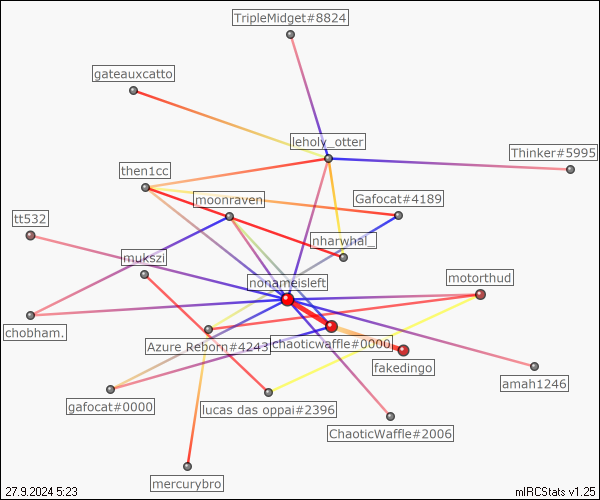 TripleMidget#8824
gateauxcatto
leholy_otter
Thinker#5995
then1cc
moonraven
Gafocat#4189
tt532
nharwhal_
mukszi
nonameisleft
motorthud
chobham.
Azure Reborn#4243
chaoticwaffle#0000
fakedingo
amah1246
gafocat#0000
lucas das oppai#2396
ChaoticWaffle#2006
mercurybro
27.9.2024 5:23
mIRCStats v1.25